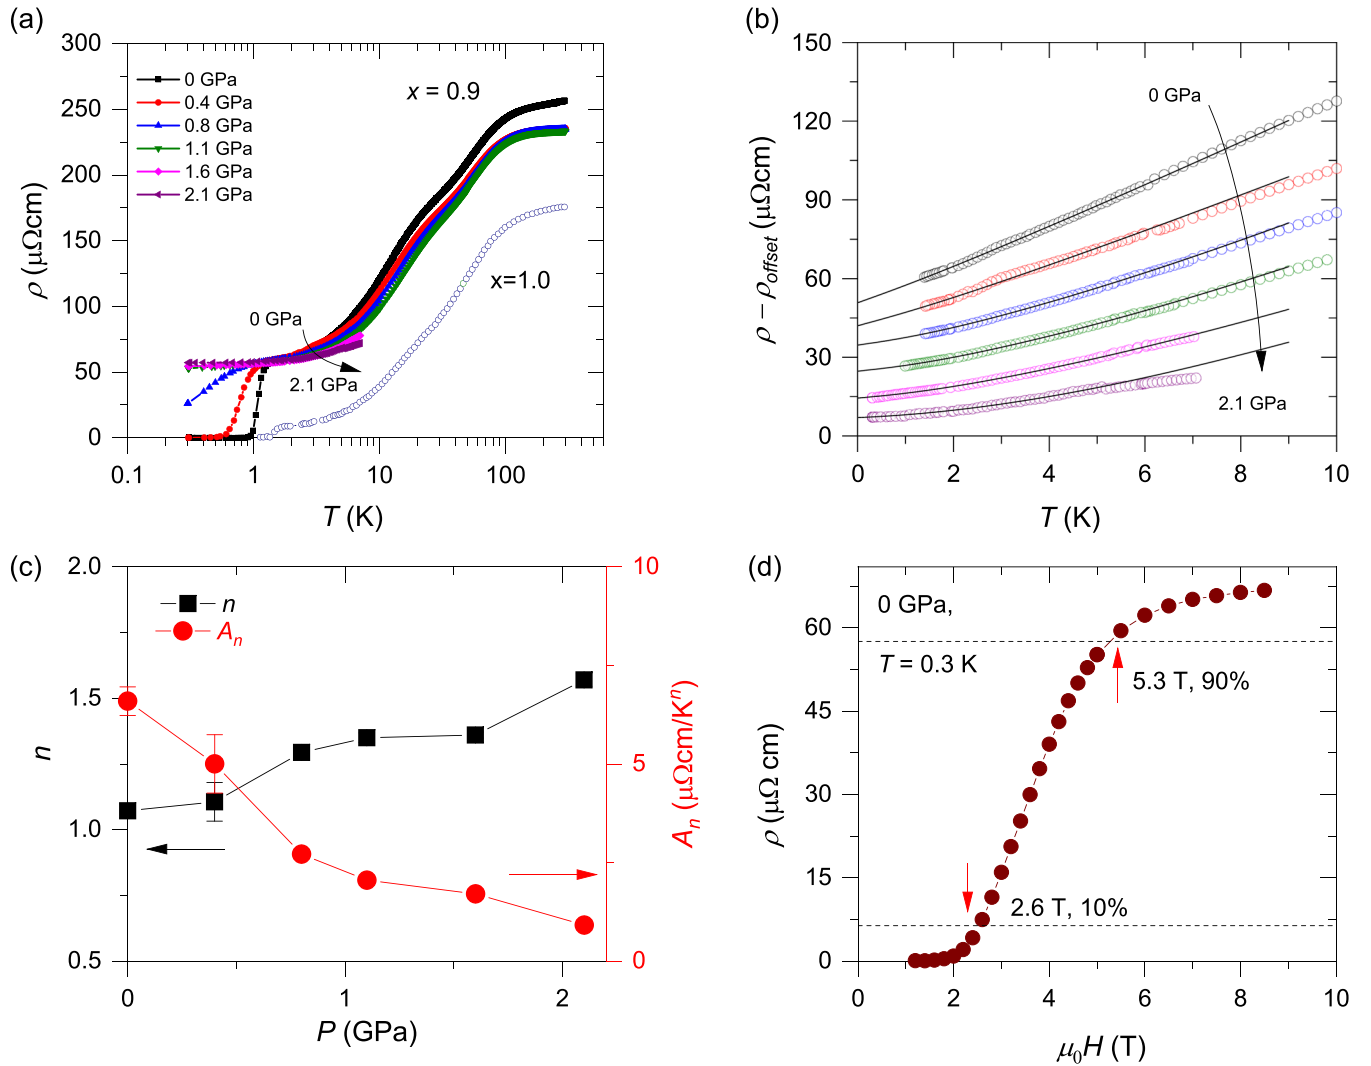 (a)
300
250
200
150
100
50
0
ρ (μΩcm)
0 GPa
0.4 GPa
0.8 GPa
1.1 GPa
1.6 GPa
2.1 GPa
x = 0.9
x=1.0
0 GPa
2.1 GPa
0.1
1
10
100
T (K)
(b)
150
120
90
60
30
0
ρ − ρoffset (μΩcm)
0 GPa
2.1 GPa
0
2
4
6
8
10
T (K)
(c)
2.0
1.5
1.0
0.5
n
n
An
10
5
0
An (μΩcm/Kⁿ)
0
1
2
P (GPa)
(d)
60
45
30
15
0
ρ (μΩ cm)
0 GPa,
T = 0.3 K
5.3 T, 90%
2.6 T, 10%
0
2
4
6
8
10
μ₀H (T)